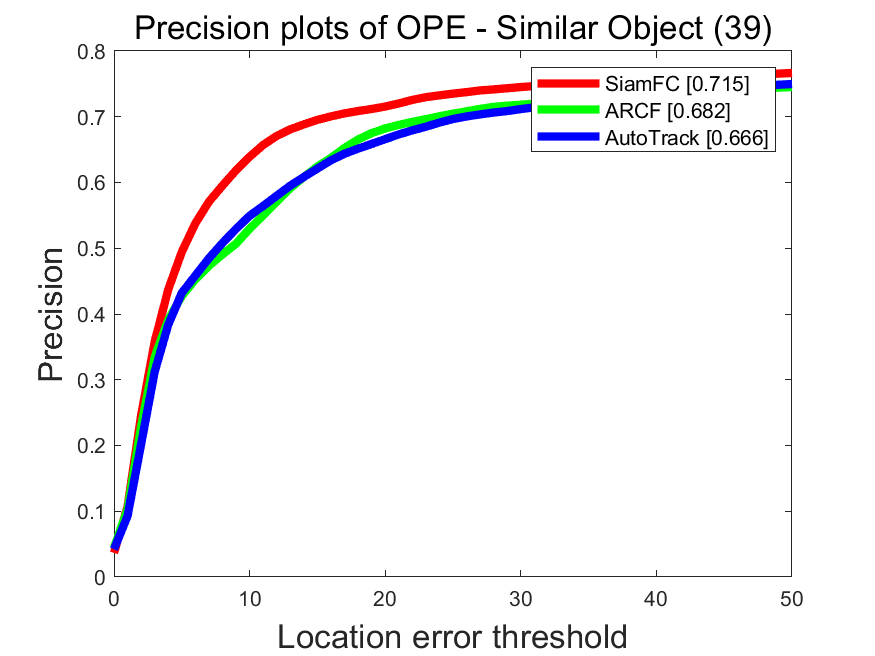 Precision plots of OPE - Similar Object (39)
0.8
0.7
0.6
0.5
0.4
0.3
0.2
0.1
0
Precision
SiamFC [0.715]
ARCF [0.682]
AutoTrack [0.666]
0 10 20 30 40 50
Location error threshold